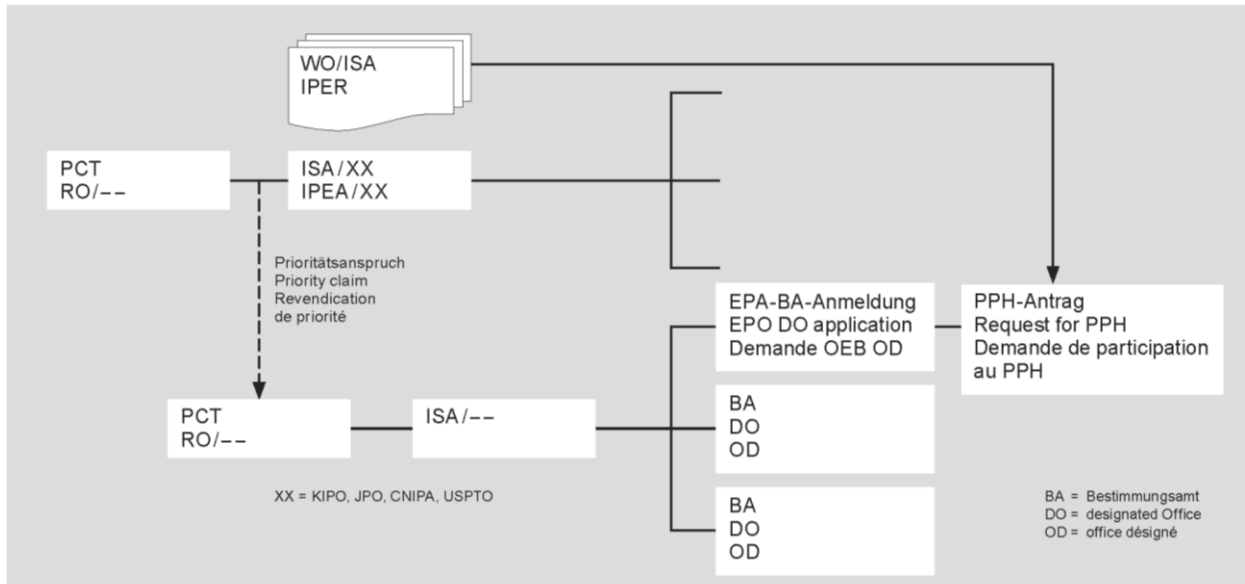 WO/ISA
IPER
PCT
RO/––
ISA/XX
IPEA/XX
Prioritätsanspruch
Priority claim
Revendication
de priorité
EPA-BA-Anmeldung
EPO DO application
Demande OEB OD
PPH-Antrag
Request for PPH
Demande de participation
au PPH
PCT
RO/––
ISA/––
BA
DO
OD
XX = KIPO, JPO, CNIPA, USPTO
BA
DO
OD
BA = Bestimmungsamt
DO = designated Office
OD = office désigné